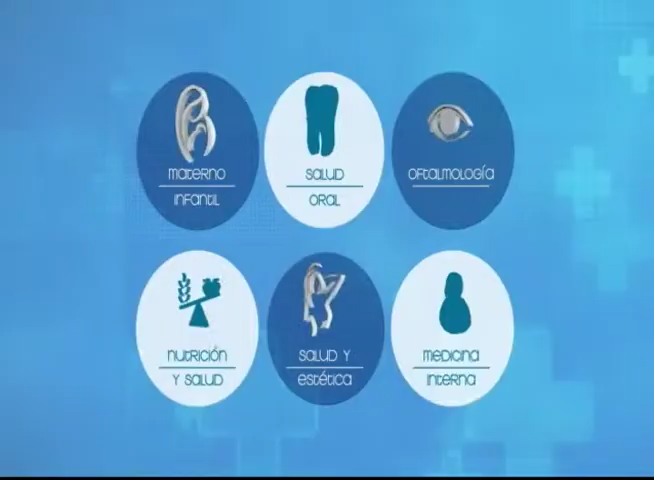 materno
infantil
salud
oral
oftalmología
nutrición
y salud
salud y
estética
medicina
interna